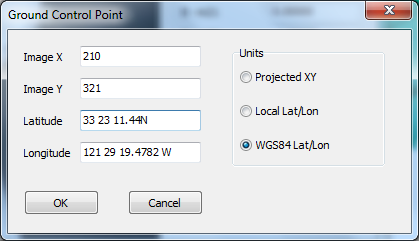 Ground Control Point
Image X 210
Image Y 321
Latitude 33 23 11.44N
Longitude 121 29 19.4782 W
Units
Projected XY
Local Lat/Lon
WGS84 Lat/Lon
OK Cancel